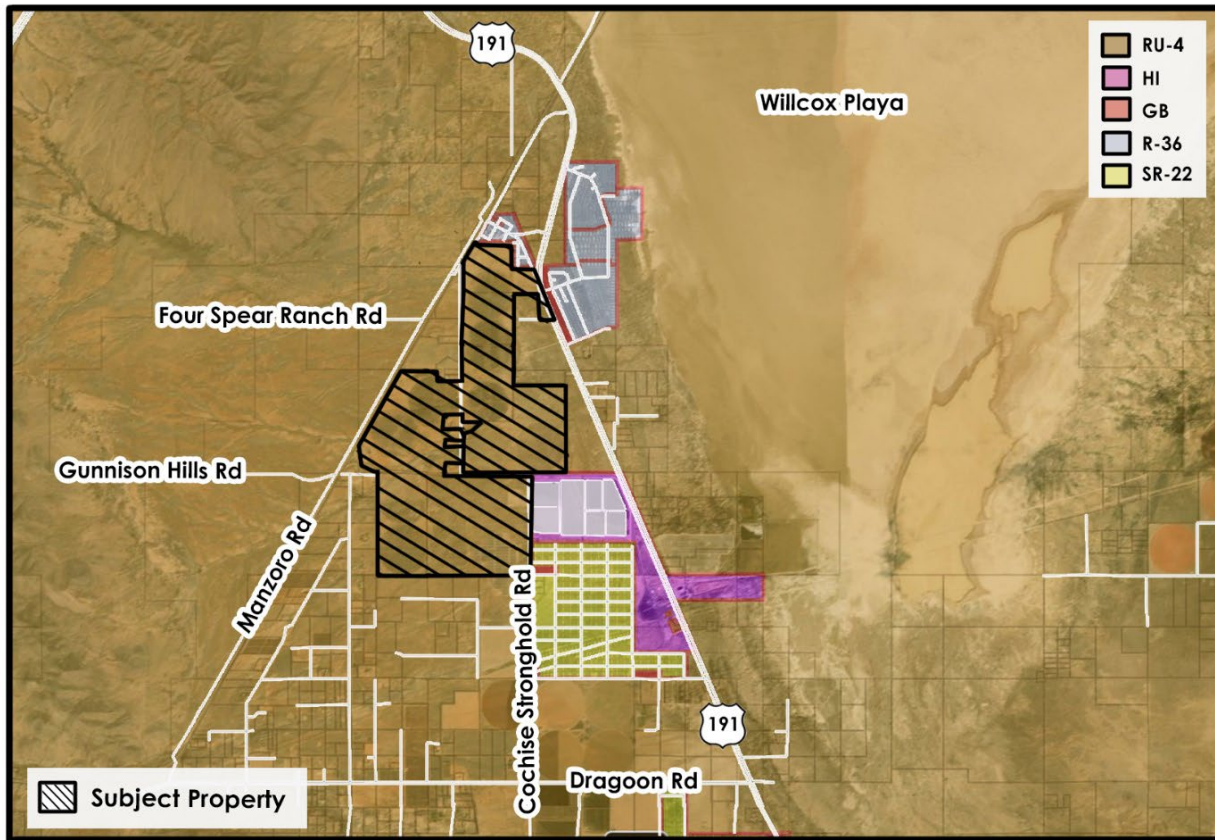 191
Willcox Playa
RU-4
HI
GB
R-36
SR-22
Four Spear Ranch Rd
Gunnison Hills Rd
Manzoro Rd
Cochise Stronghold Rd
191
Dragoon Rd
Subject Property